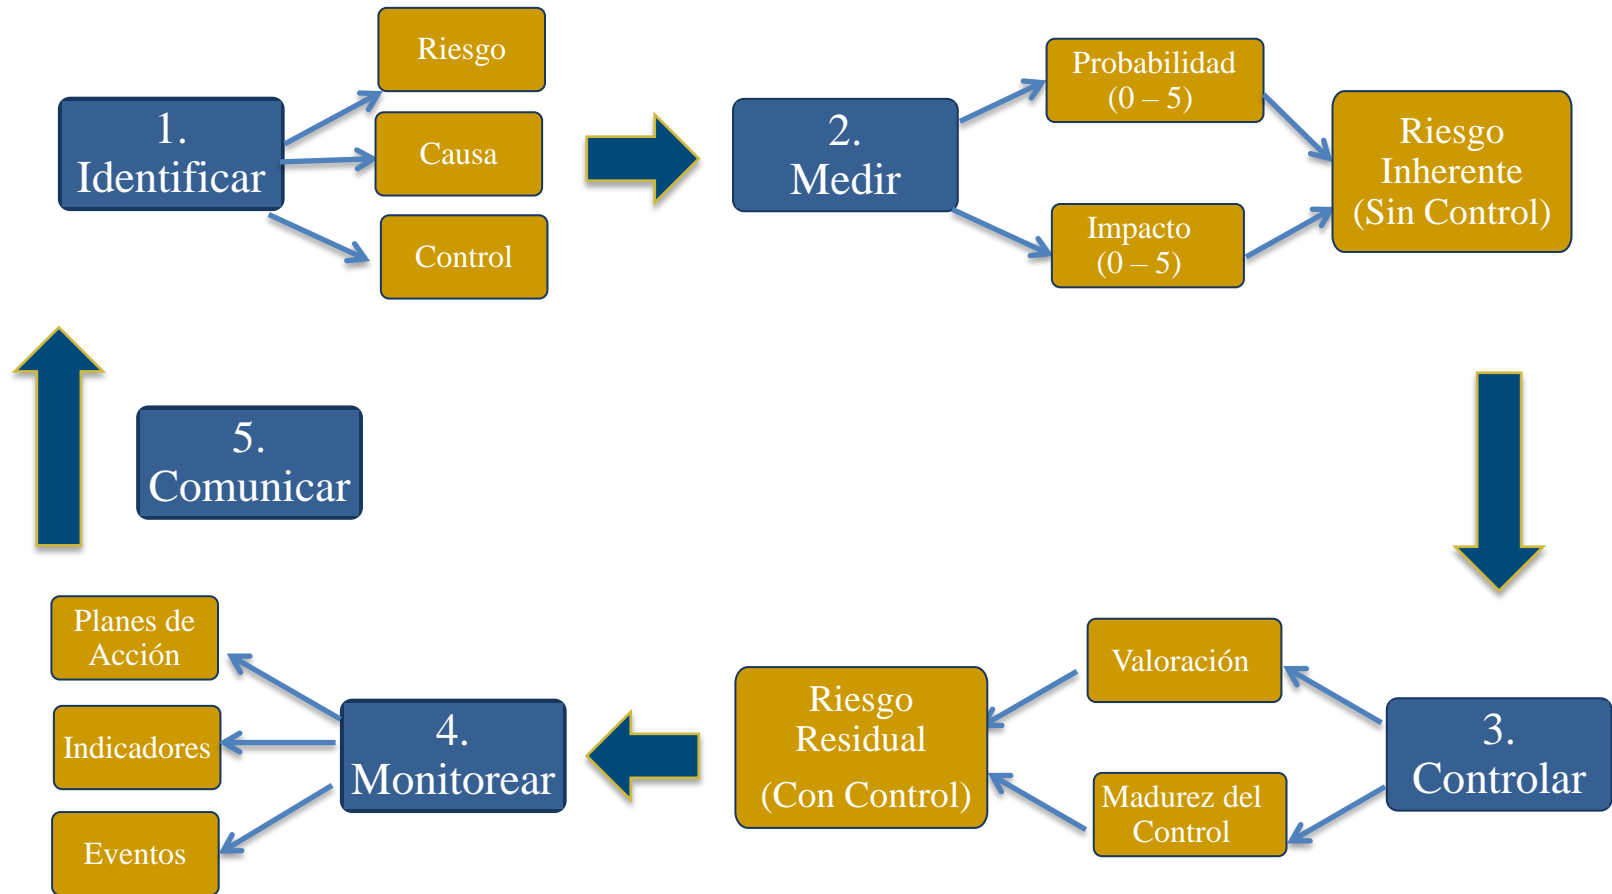 1.
Identificar
Riesgo
Causa
Control
2.
Medir
Probabilidad
(0 – 5)
Impacto
(0 – 5)
Riesgo
Inherente
(Sin Control)
3.
Controlar
Valoración
Madurez del
Control
Riesgo
Residual
(Con Control)
4.
Monitorear
Planes de
Acción
Indicadores
Eventos
5.
Comunicar